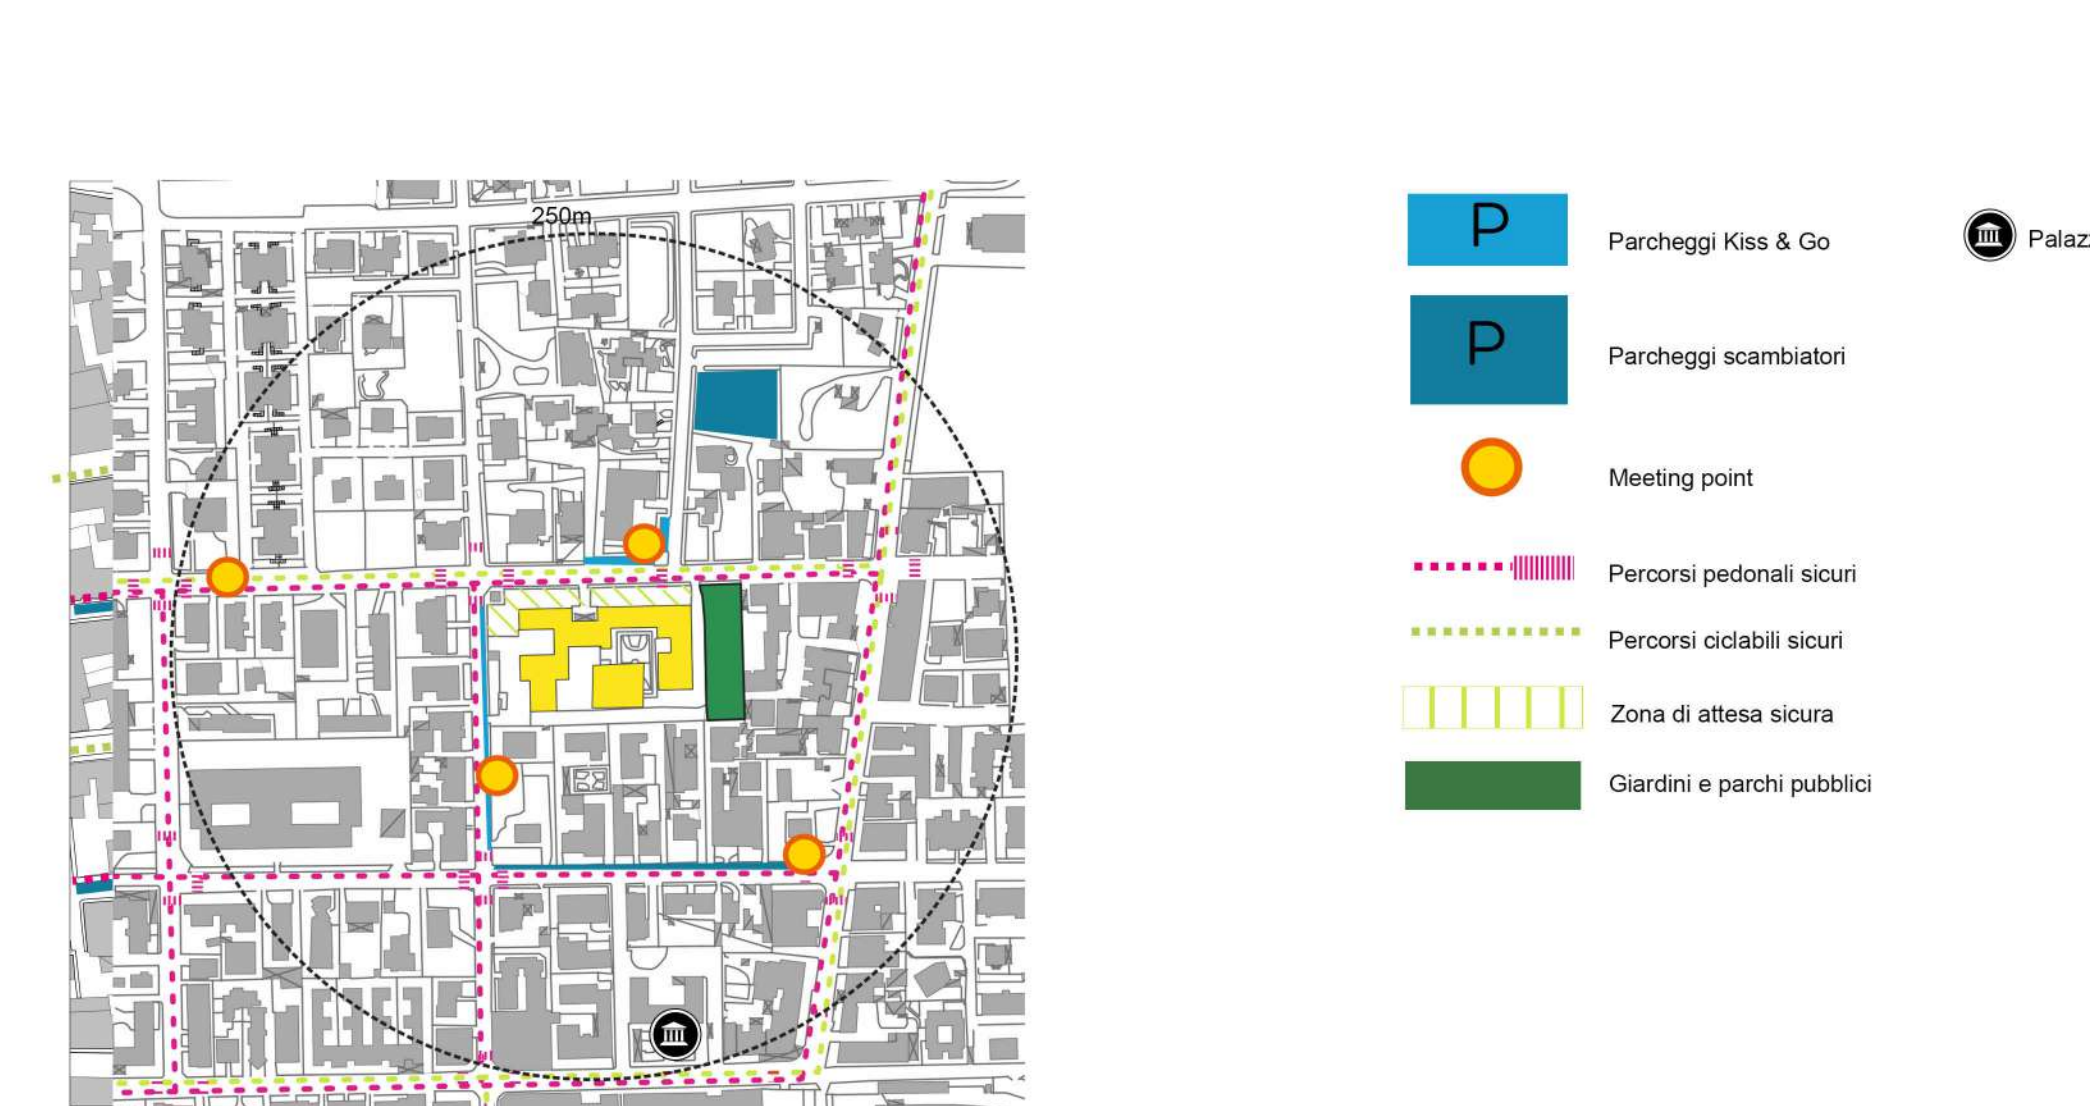 250m
P
Parcheggi Kiss & Go
P
Parcheggi scambiatori
Meeting point
Percorsi pedonali sicuri
Percorsi ciclabili sicuri
Zona di attesa sicura
Giardini e parchi pubblici